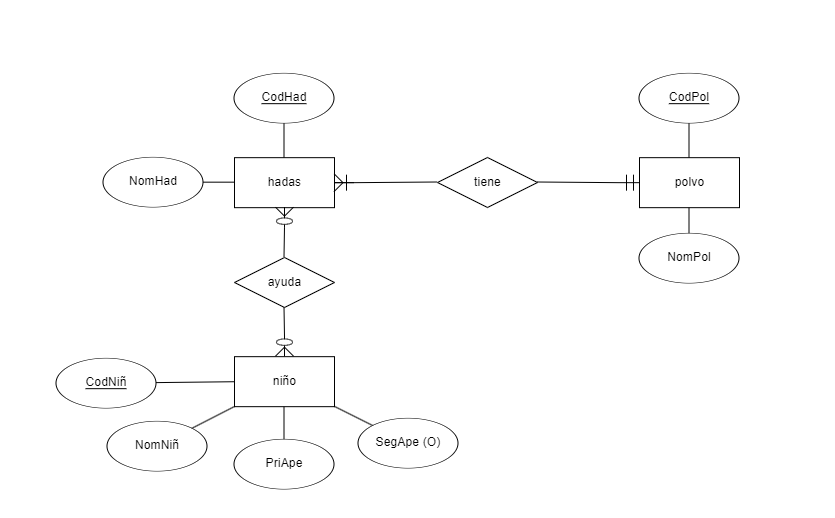 CodHad
CodPol
NomHad
hadas
tiene
polvo
NomPol
ayuda
CodNiñ
niño
NomNiñ
PriApe
SegApe (O)